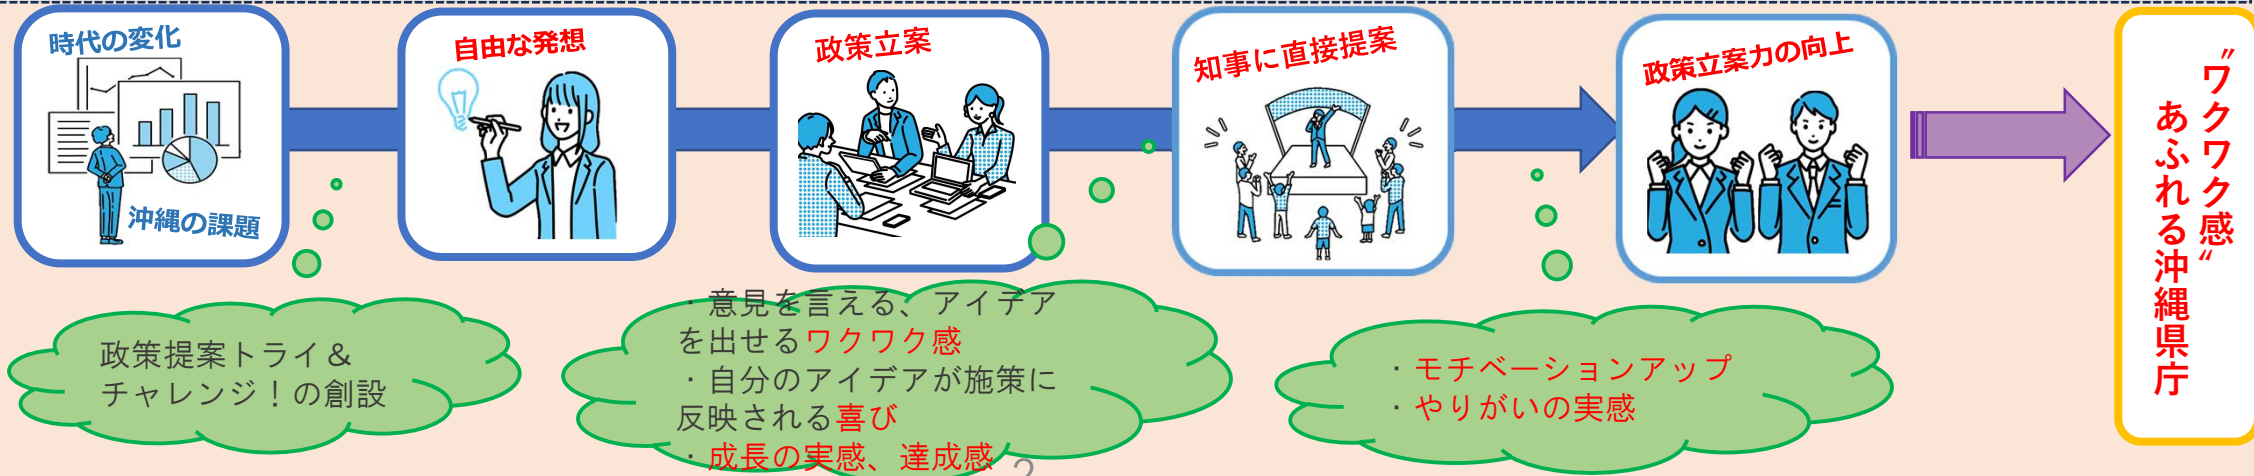 時代の変化
沖縄の課題
自由な発想
政策立案
知事に直接提案
政策立案力の向上
〝ワクワク感〟
あふれる沖縄県庁
政策提案トライ＆
チャレンジ！の創設
・意見を言える、アイデア
を出せるワクワク感
・自分のアイデアが施策に
反映される喜び
・成長の実感、達成感
・モチベーションアップ
・やりがいの実感
2